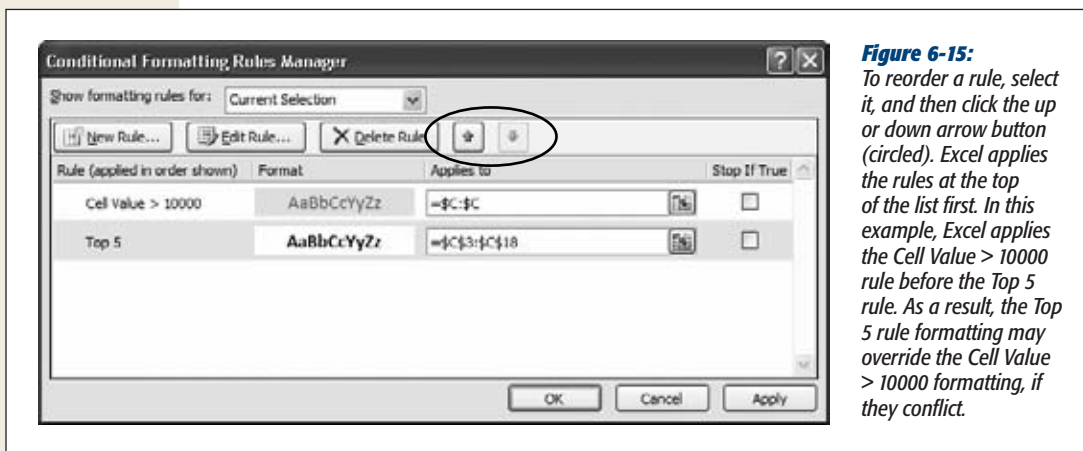 Conditional Formatting Rules Manager
Show formatting rules for: Current Selection
New Rule... Edit Rule... Delete Rule
Rule (applied in order shown) Format Applies to Stop If True
Cell Value > 10000 AaBbCcYyZz =$C:$C
Top 5 AaBbCcYyZz =$C$3:$C$18
OK Cancel Apply
Figure 6-15:
To reorder a rule, select
it, and then click the up
or down arrow button
(circled). Excel applies
the rules at the top
of the list first. In this
example, Excel applies
the Cell Value > 10000
rule before the Top 5
rule. As a result, the Top
5 rule formatting may
override the Cell Value
> 10000 formatting, if
they conflict.